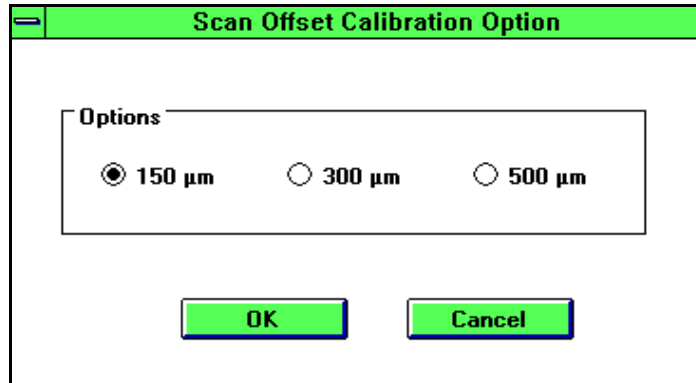 Scan Offset Calibration Option
Options
150 µm 300 µm 500 µm
OK Cancel